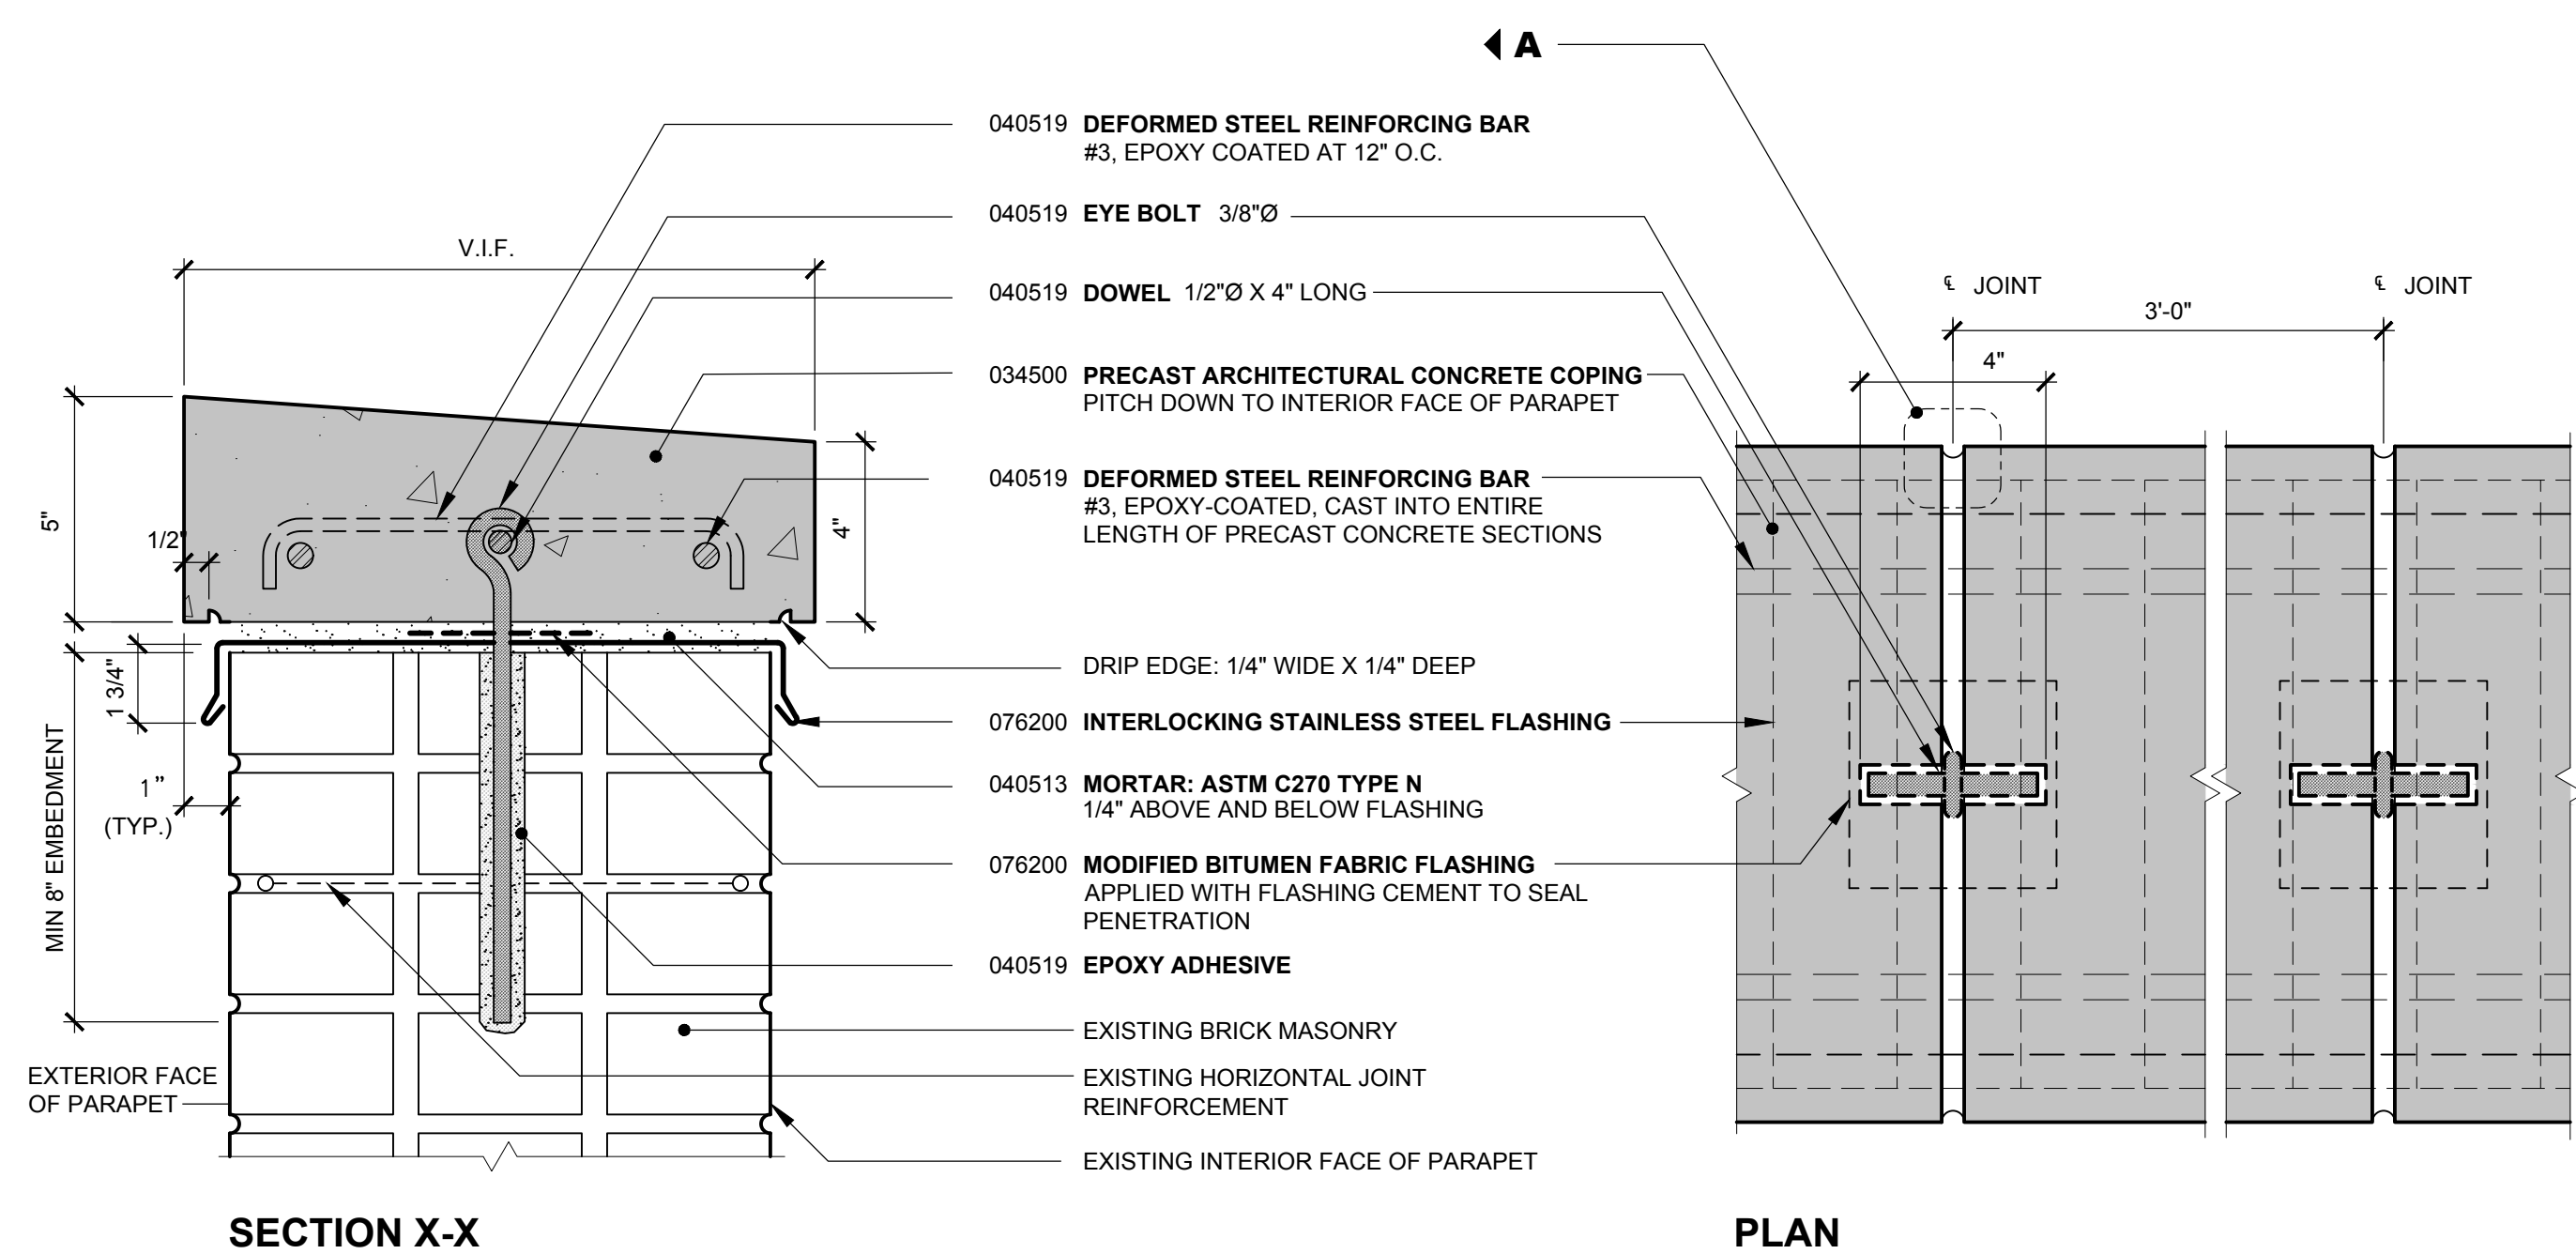 A
040519 DEFORMED STEEL REINFORCING BAR
#3, EPOXY COATED AT 12" O.C.
040519 EYE BOLT 3/8"Ø
040519 DOWEL 1/2"Ø X 4" LONG
034500 PRECAST ARCHITECTURAL CONCRETE COPING
PITCH DOWN TO INTERIOR FACE OF PARAPET
040519 DEFORMED STEEL REINFORCING BAR
#3, EPOXY-COATED, CAST INTO ENTIRE
LENGTH OF PRECAST CONCRETE SECTIONS
DRIP EDGE: 1/4" WIDE X 1/4" DEEP
076200 INTERLOCKING STAINLESS STEEL FLASHING
040513 MORTAR: ASTM C270 TYPE N
1/4" ABOVE AND BELOW FLASHING
076200 MODIFIED BITUMEN FABRIC FLASHING
APPLIED WITH FLASHING CEMENT TO SEAL
PENETRATION
040519 EPOXY ADHESIVE
EXISTING BRICK MASONRY
EXISTING HORIZONTAL JOINT
REINFORCEMENT
EXISTING INTERIOR FACE OF PARAPET
V.I.F.
5"
1/2"
4"
1 3/4"
MIN 8" EMBEDMENT
1”
(TYP.)
EXTERIOR FACE
OF PARAPET
SECTION X-X
℄ JOINT
℄ JOINT
3'-0"
4"
PLAN